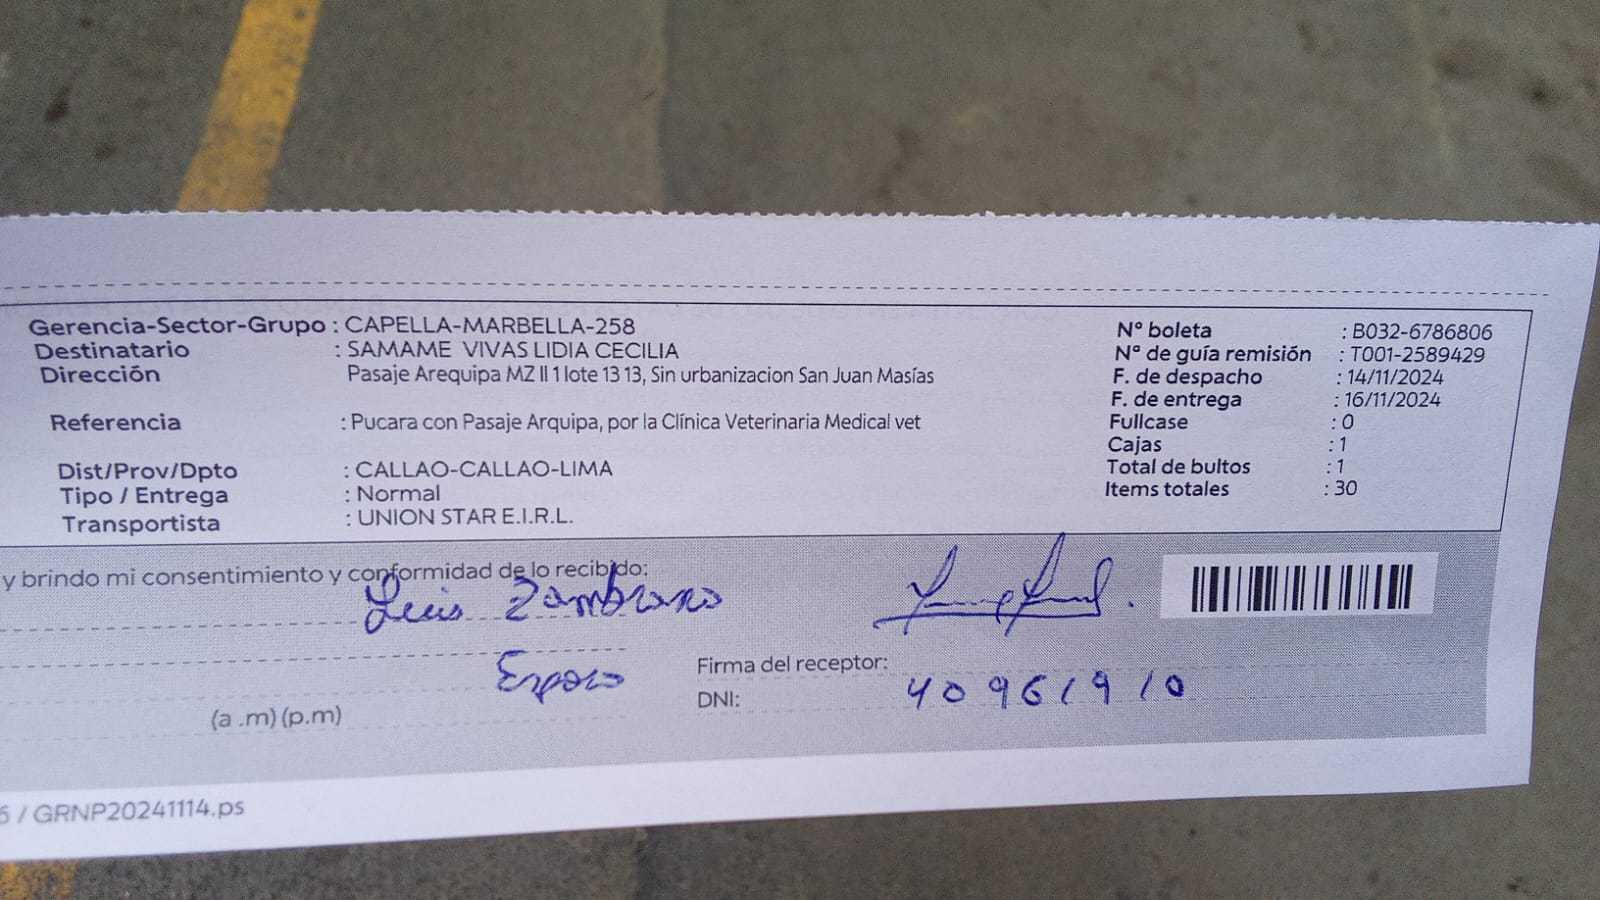 Gerencia-Sector-Grupo : CAPELLA-MARBELLA-258
Destinatario : SAMAME VIVAS LIDIA CECILIA
Dirección Pasaje Arequipa MZ II 1 lote 13 13, Sin urbanizacion San Juan Masías
Referencia : Pucara con Pasaje Arquipa, por la Clínica Veterinaria Medical vet
Dist/Prov/Dpto : CALLAO-CALLAO-LIMA
Tipo / Entrega : Normal
Transportista : UNION STAR E.I.R.L.
Nº boleta : B032-6786806
Nº de guía remisión : T001-2589429
F. de despacho : 14/11/2024
F. de entrega : 16/11/2024
Fullcase : 0
Cajas : 1
Total de bultos : 1
Items totales : 30
y brindo mi consentimiento y conformidad de lo recibido:
Luis Zambrano
Esposo
Firma del receptor:
DNI: 40961910
(a .m) (p.m)
6 / GRNP20241114.ps